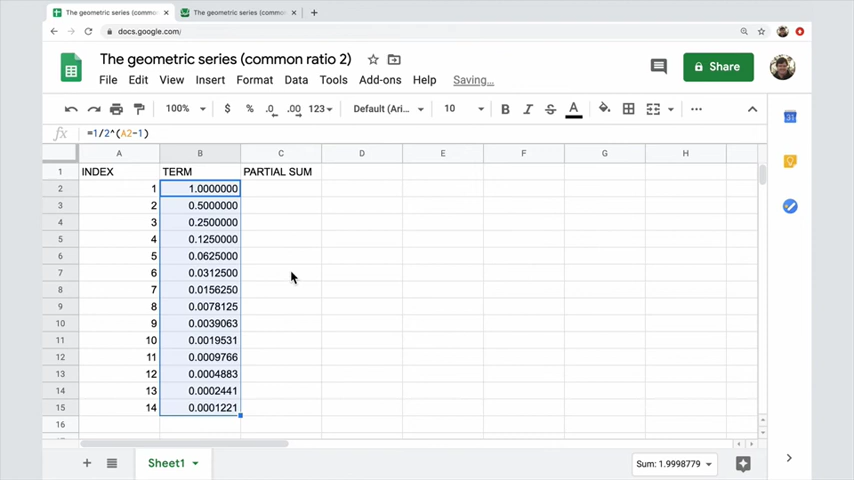 The geometric series (common
The geometric series (common
docs.google.com/
The geometric series (common ratio 2)
File Edit View Insert Format Data Tools Add-ons Help Saving…
Share
100% $ % .0 .00 123 Default (Ari... 10 B I S A
31
fx =1/2^(A2-1)
A B C D E F G H
1 INDEX TERM PARTIAL SUM
2 1 1.0000000
3 2 0.5000000
4 3 0.2500000
5 4 0.1250000
6 5 0.0625000
7 6 0.0312500
8 7 0.0156250
9 8 0.0078125
10 9 0.0039063
11 10 0.0019531
12 11 0.0009766
13 12 0.0004883
14 13 0.0002441
15 14 0.0001221
16
Sheet1
Sum: 1.9998779